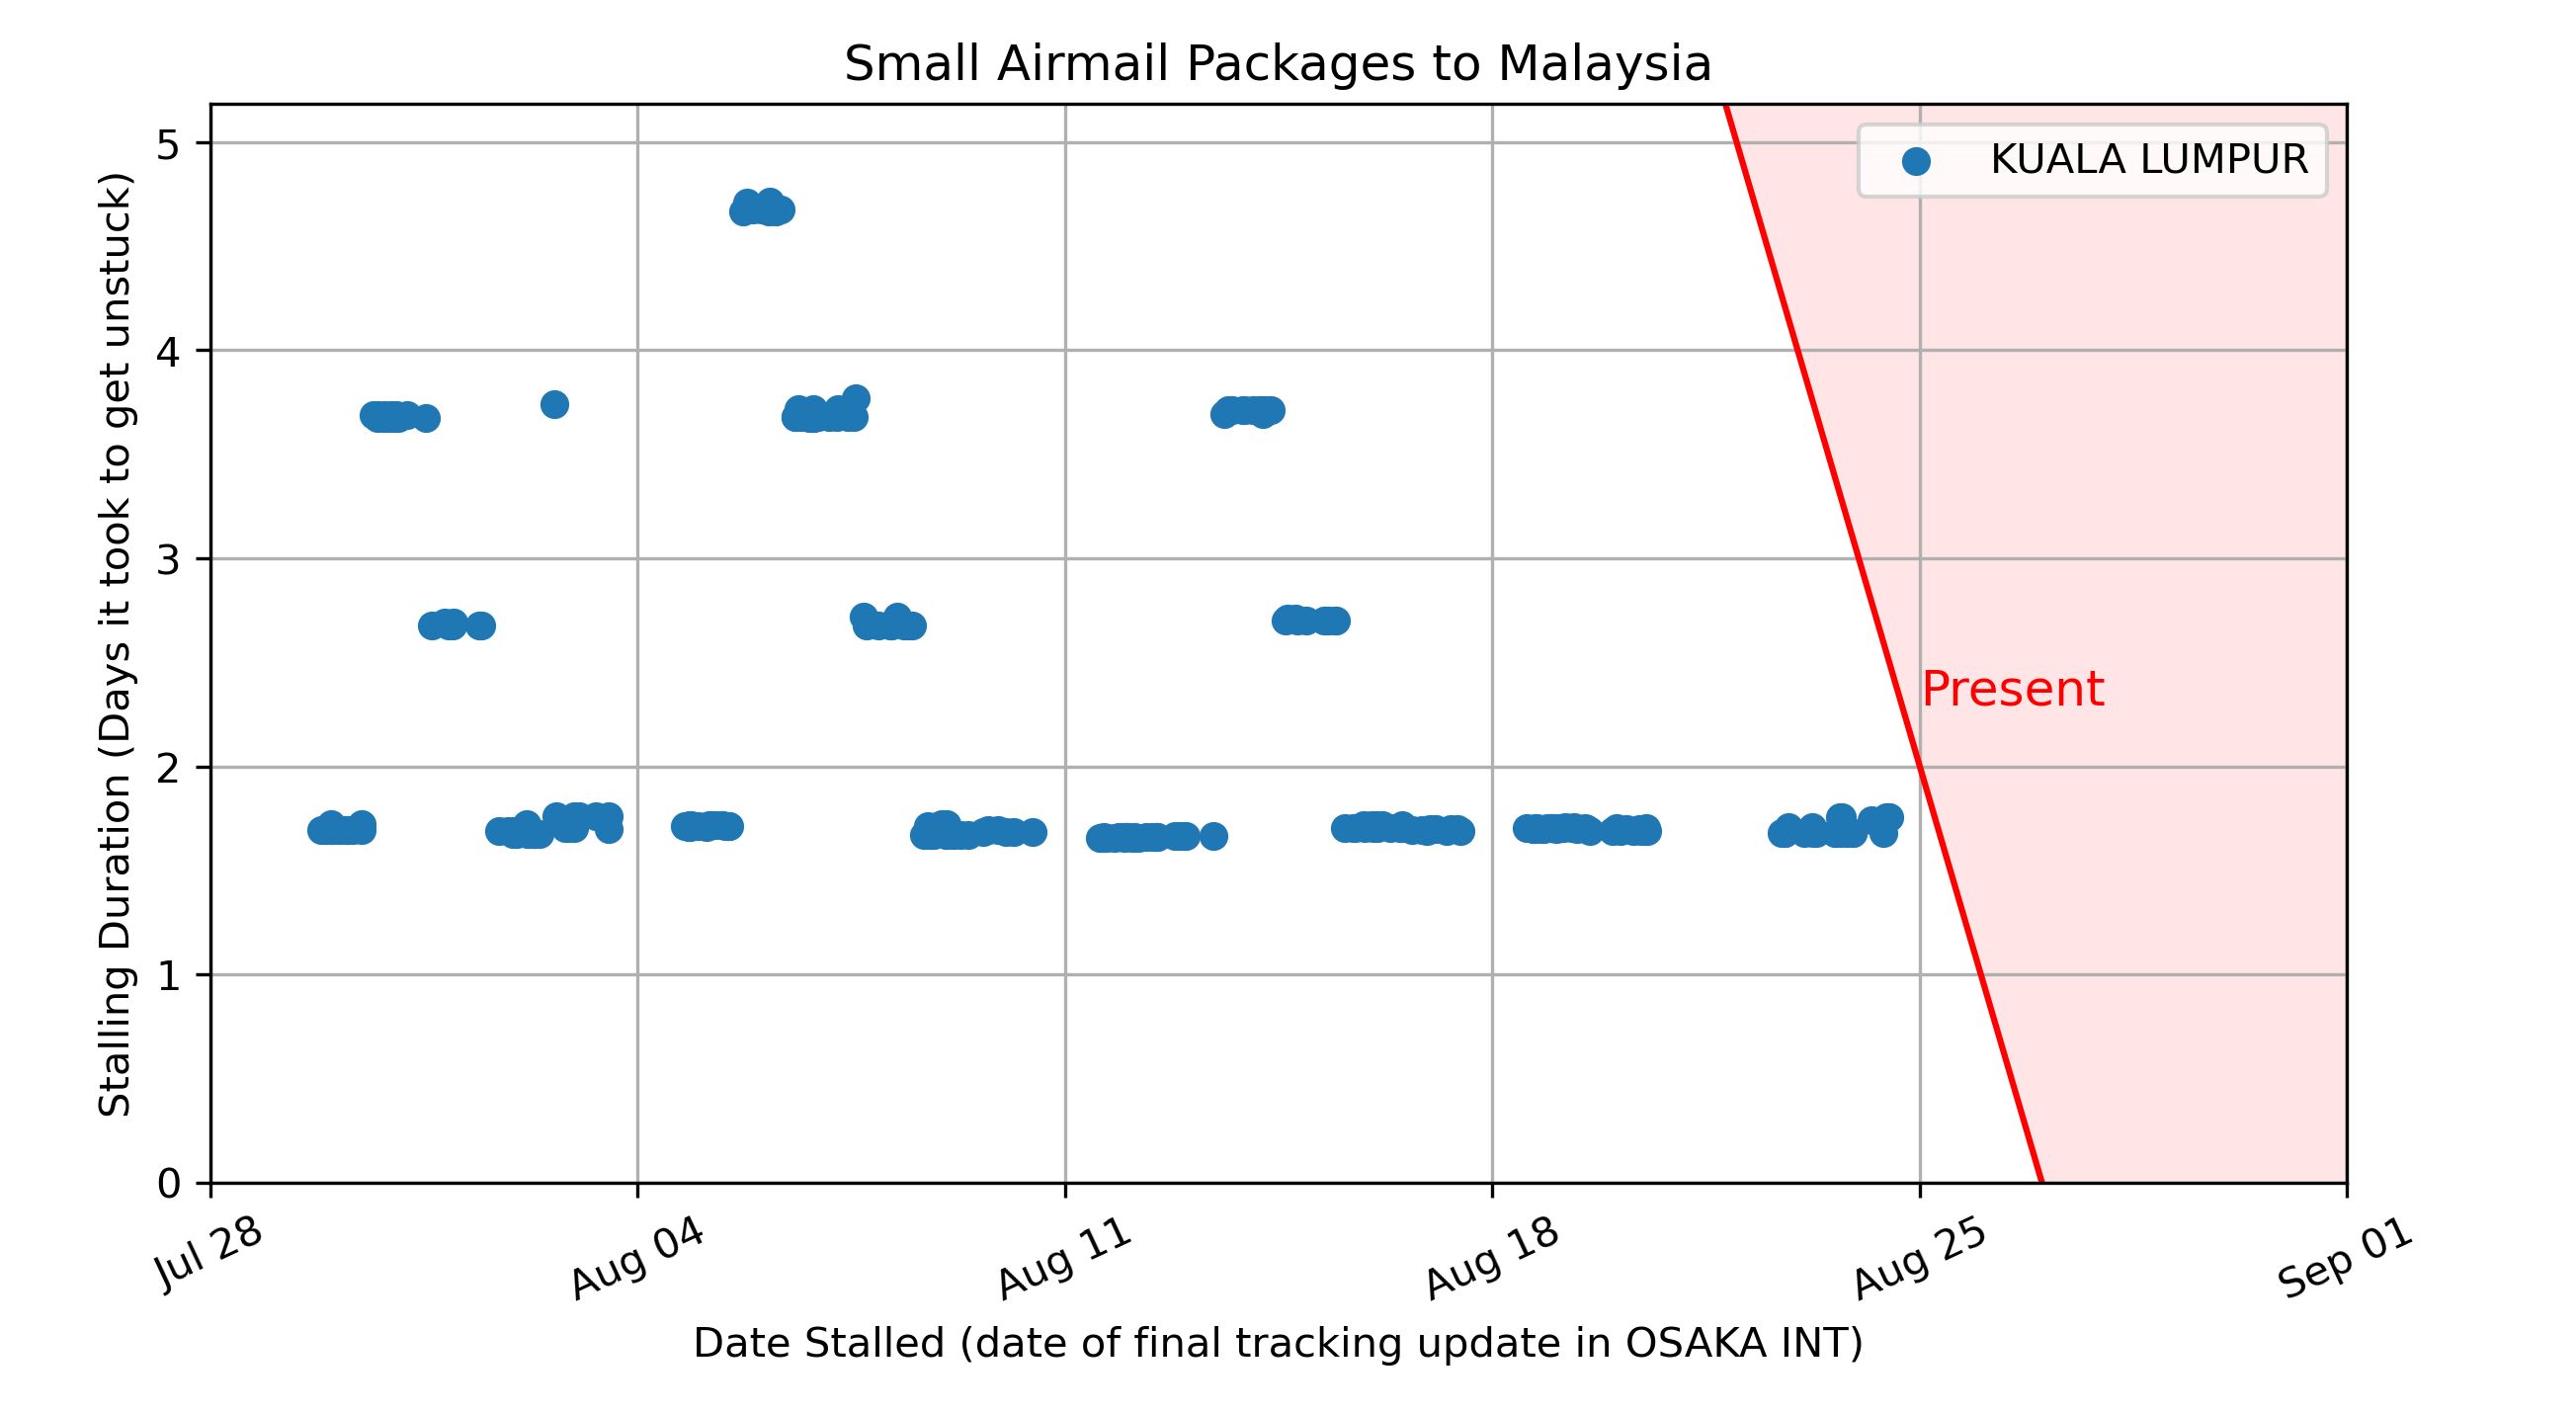 Small Airmail Packages to Malaysia
Stalling Duration (Days it took to get unstuck)
5
4
3
2
1
0
KUALA LUMPUR
Present
Jul 28
Aug 04
Aug 11
Aug 18
Aug 25
Sep 01
Date Stalled (date of final tracking update in OSAKA INT)